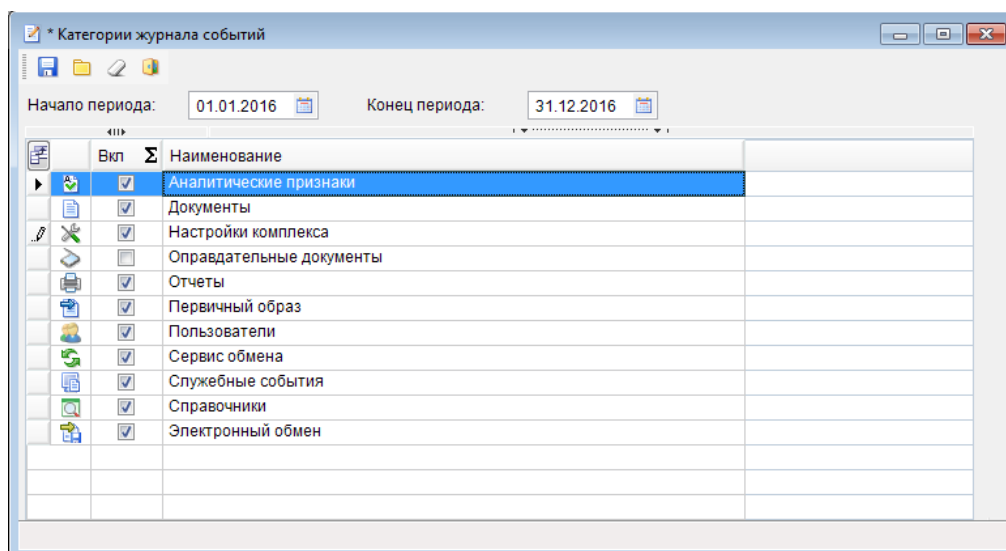 * Категории журнала событий
Начало периода: 01.01.2016 Конец периода: 31.12.2016
Вкл Σ Наименование
Аналитические признаки
Документы
Настройки комплекса
Оправдательные документы
Отчеты
Первичный образ
Пользователи
Сервис обмена
Служебные события
Справочники
Электронный обмен